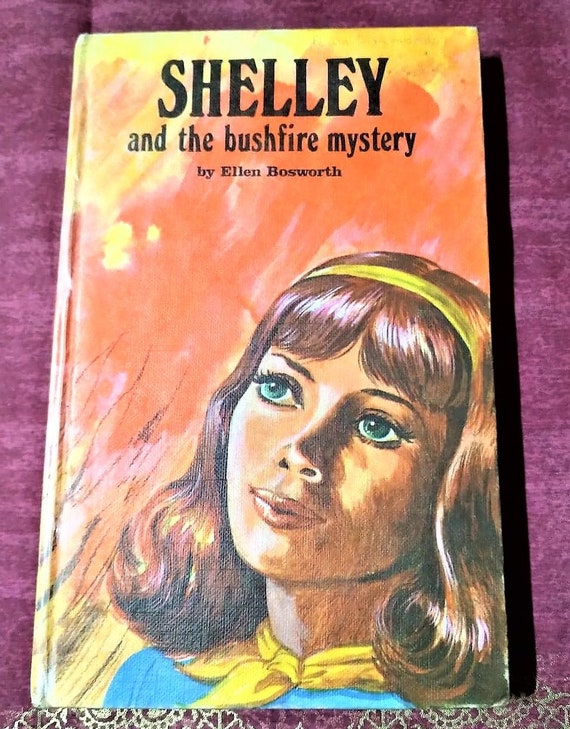 SHELLEY
and the bushfire mystery
by Ellen Bosworth